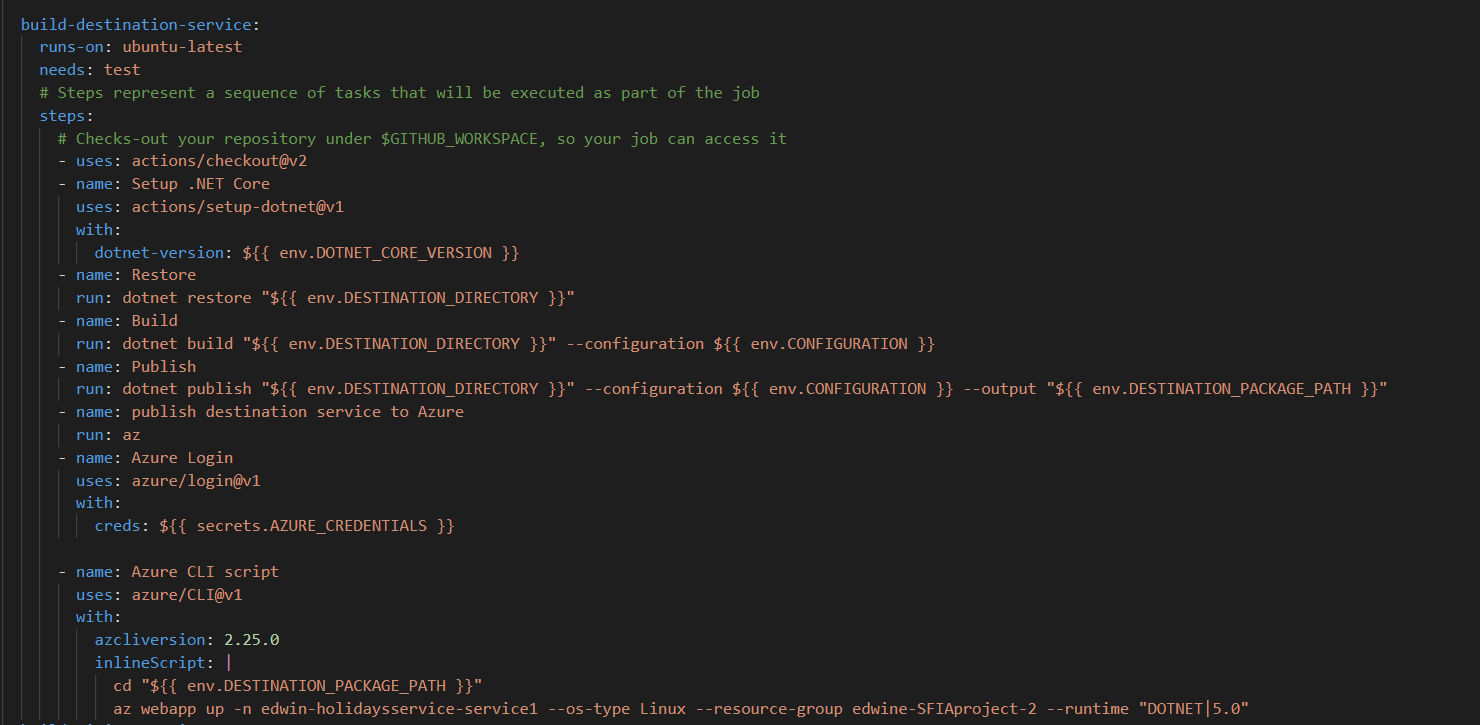 build-destination-service:
runs-on: ubuntu-latest
needs: test
# Steps represent a sequence of tasks that will be executed as part of the job
steps:
# Checks-out your repository under $GITHUB_WORKSPACE, so your job can access it
- uses: actions/checkout@v2
- name: Setup .NET Core
uses: actions/setup-dotnet@v1
with:
dotnet-version: ${{ env.DOTNET_CORE_VERSION }}
- name: Restore
run: dotnet restore "${{ env.DESTINATION_DIRECTORY }}"
- name: Build
run: dotnet build "${{ env.DESTINATION_DIRECTORY }}" --configuration ${{ env.CONFIGURATION }}
- name: Publish
run: dotnet publish "${{ env.DESTINATION_DIRECTORY }}" --configuration ${{ env.CONFIGURATION }} --output "${{ env.DESTINATION_PACKAGE_PATH }}"
- name: publish destination service to Azure
run: az
- name: Azure Login
uses: azure/login@v1
with:
creds: ${{ secrets.AZURE_CREDENTIALS }}
- name: Azure CLI script
uses: azure/CLI@v1
with:
azcliversion: 2.25.0
inlineScript: |
cd "${{ env.DESTINATION_PACKAGE_PATH }}"
az webapp up -n edwin-holidaysservice-service1 --os-type Linux --resource-group edwine-SFIAproject-2 --runtime "DOTNET|5.0"